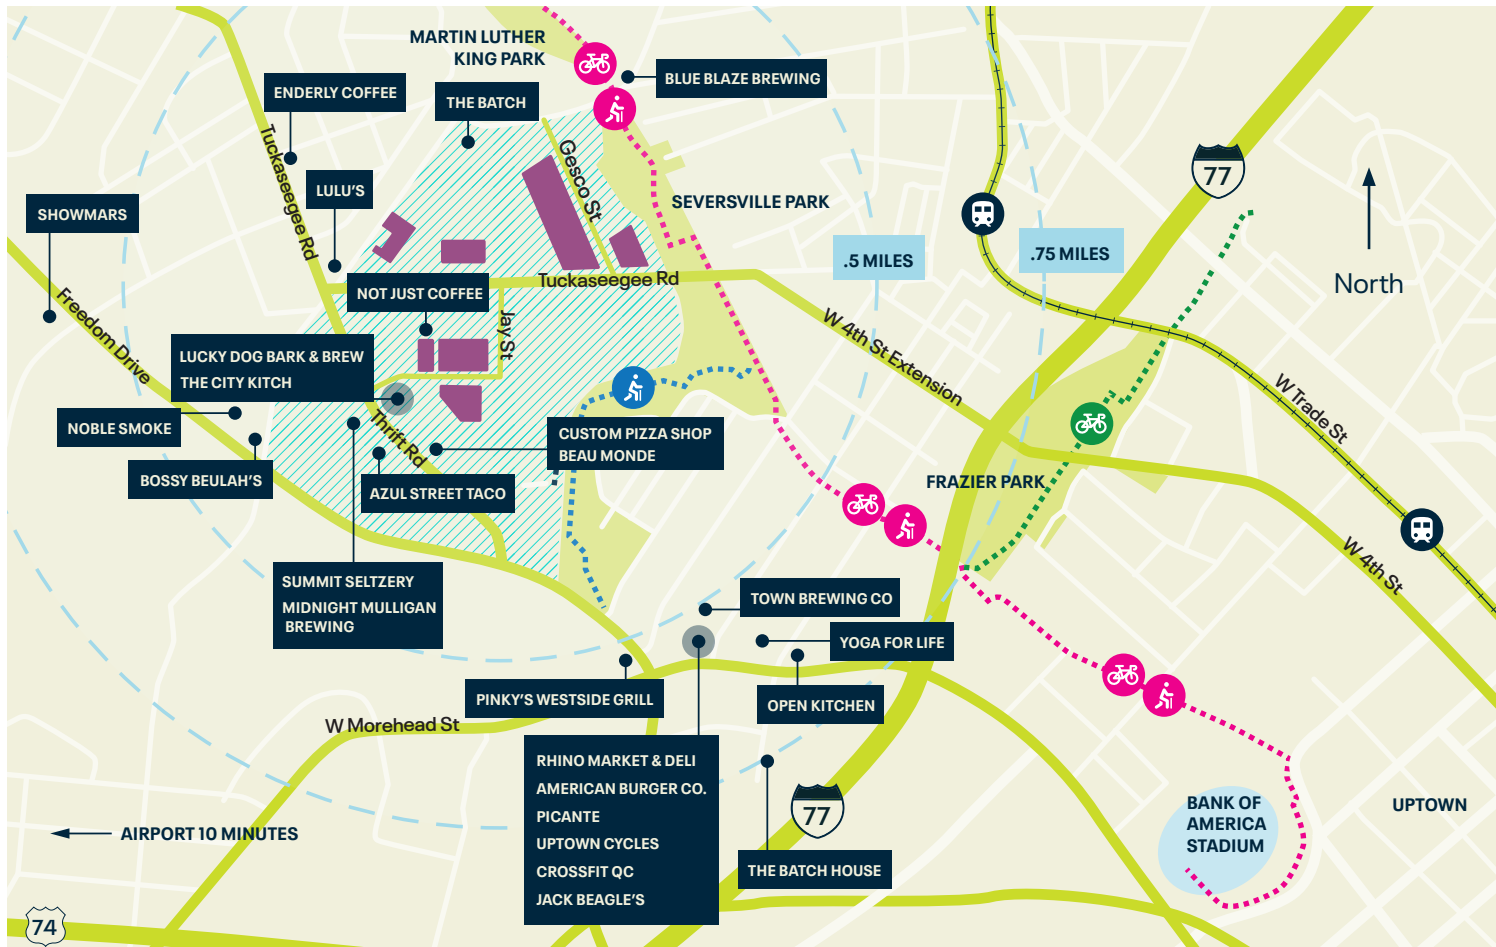 MARTIN LUTHER
KING PARK
BLUE BLAZE BREWING
ENDERLY COFFEE
THE BATCH
Tuckaseegee Rd
Gesco St
77
LULU'S
SHOWMARS
SEVERSVILLE PARK
.5 MILES
.75 MILES
North
NOT JUST COFFEE
Tuckaseegee Rd
Freedom Drive
Jay St
W 4th St Extension
LUCKY DOG BARK & BREW
THE CITY KITCH
W Trade St
NOBLE SMOKE
Thrift Rd
CUSTOM PIZZA SHOP
BEAU MONDE
BOSSY BEULAH'S
AZUL STREET TACO
FRAZIER PARK
W 4th St
SUMMIT SELTZERY
MIDNIGHT MULLIGAN
BREWING
TOWN BREWING CO
YOGA FOR LIFE
PINKY'S WESTSIDE GRILL
OPEN KITCHEN
W Morehead St
RHINO MARKET & DELI
AMERICAN BURGER CO.
PICANTE
UPTOWN CYCLES
CROSSFIT QC
JACK BEAGLE'S
77
BANK OF
AMERICA
STADIUM
UPTOWN
AIRPORT 10 MINUTES
THE BATCH HOUSE
74